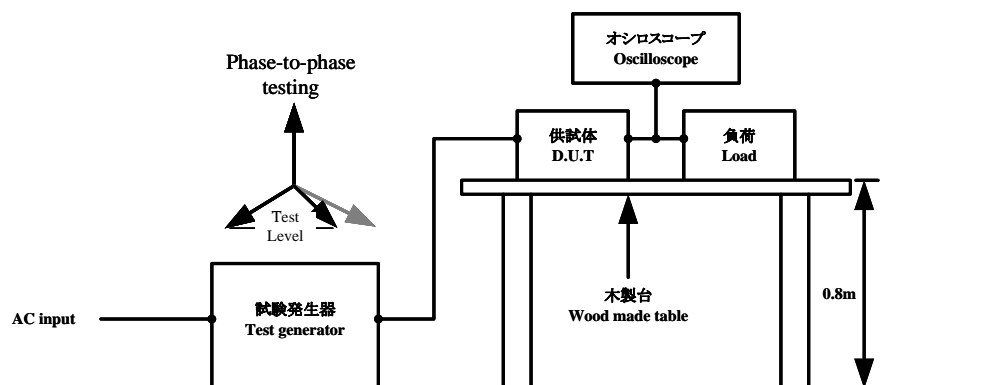 オシロスコープ
Oscilloscope
Phase-to-phase
testing
供試体
D.U.T
負荷
Load
Test
Level
試験発生器
Test generator
AC input
木製台
Wood made table
0.8m